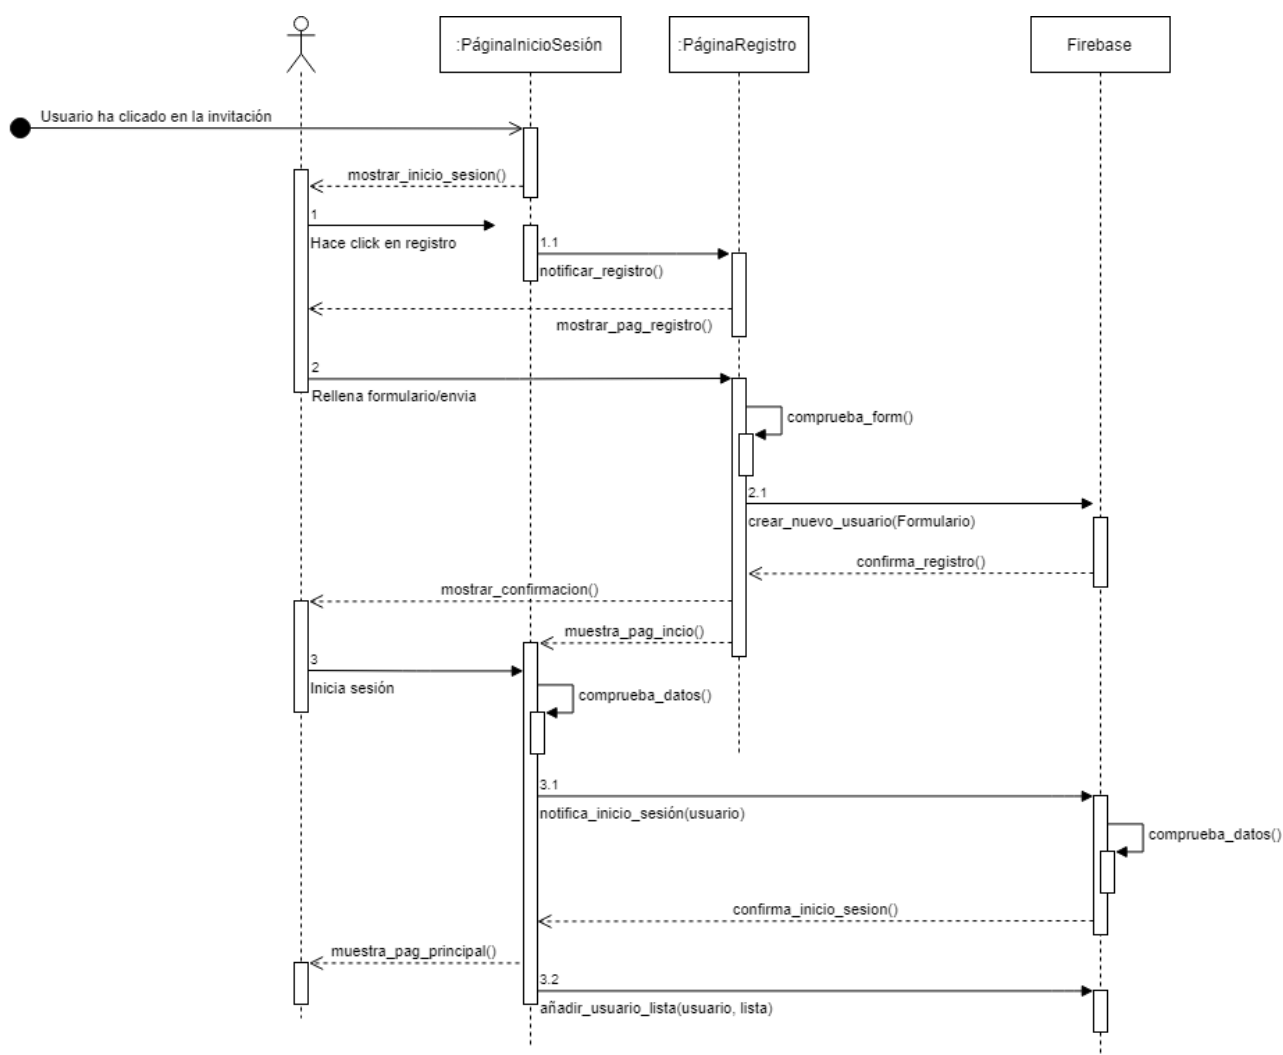 :PáginaInicioSesión
:PáginaRegistro
Firebase
Usuario ha clicado en la invitación
mostrar_inicio_sesion()
1
Hace click en registro
1.1
notificar_registro()
mostrar_pag_registro()
2
Rellena formulario/envia
comprueba_form()
2.1
crear_nuevo_usuario(Formulario)
confirma_registro()
mostrar_confirmacion()
muestra_pag_incio()
3
Inicia sesión
comprueba_datos()
3.1
notifica_inicio_sesión(usuario)
comprueba_datos()
confirma_inicio_sesion()
muestra_pag_principal()
3.2
añadir_usuario_lista(usuario, lista)